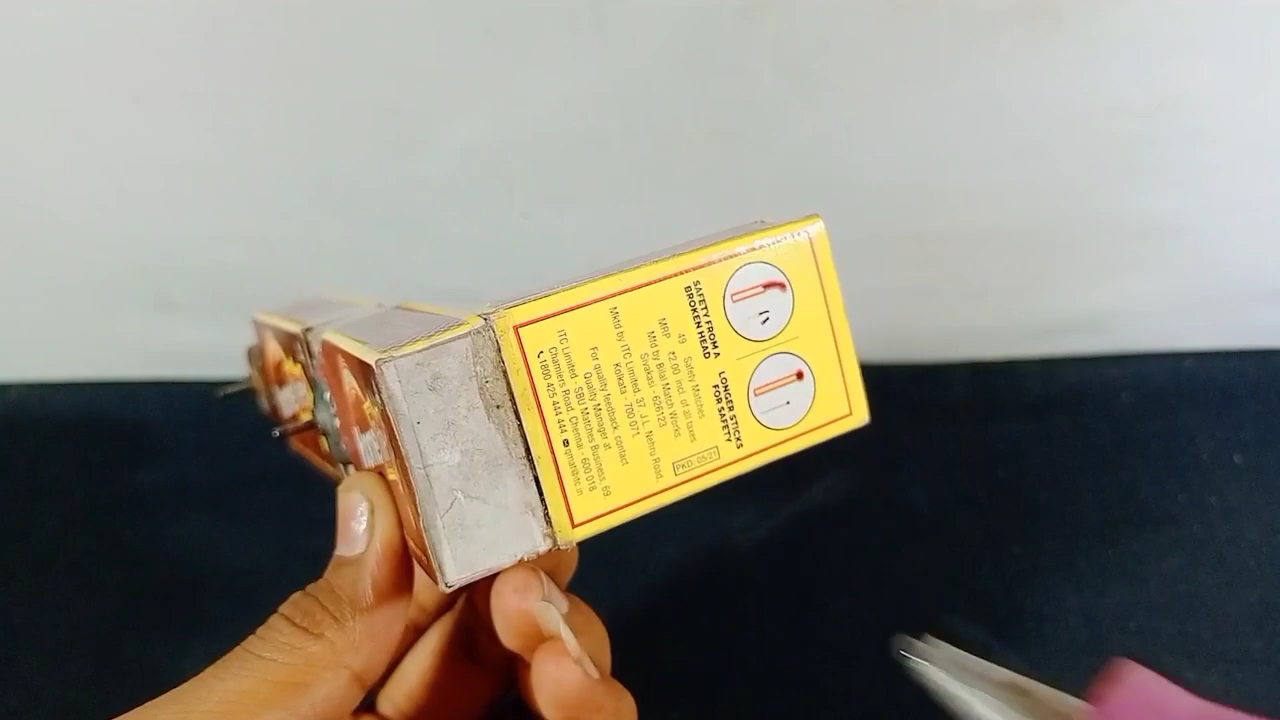 SAFETY FROM A
BROKEN HEAD
LONGER STICKS
FOR SAFETY
49 Safety Matches
MRP ₹2.00 incl. of all taxes
Mfd by Bilal Match Works.
Sivakasi - 626123
Mktd by ITC Limited, 37, J.L. Nehru Road,
Kolkata - 700 071.
PKD: 05/21
For quality feedback, contact
Quality Manager at
ITC Limited - SBU Matches Business, 69,
Chamiers Road, Chennai - 600 018
1800 425 444 444